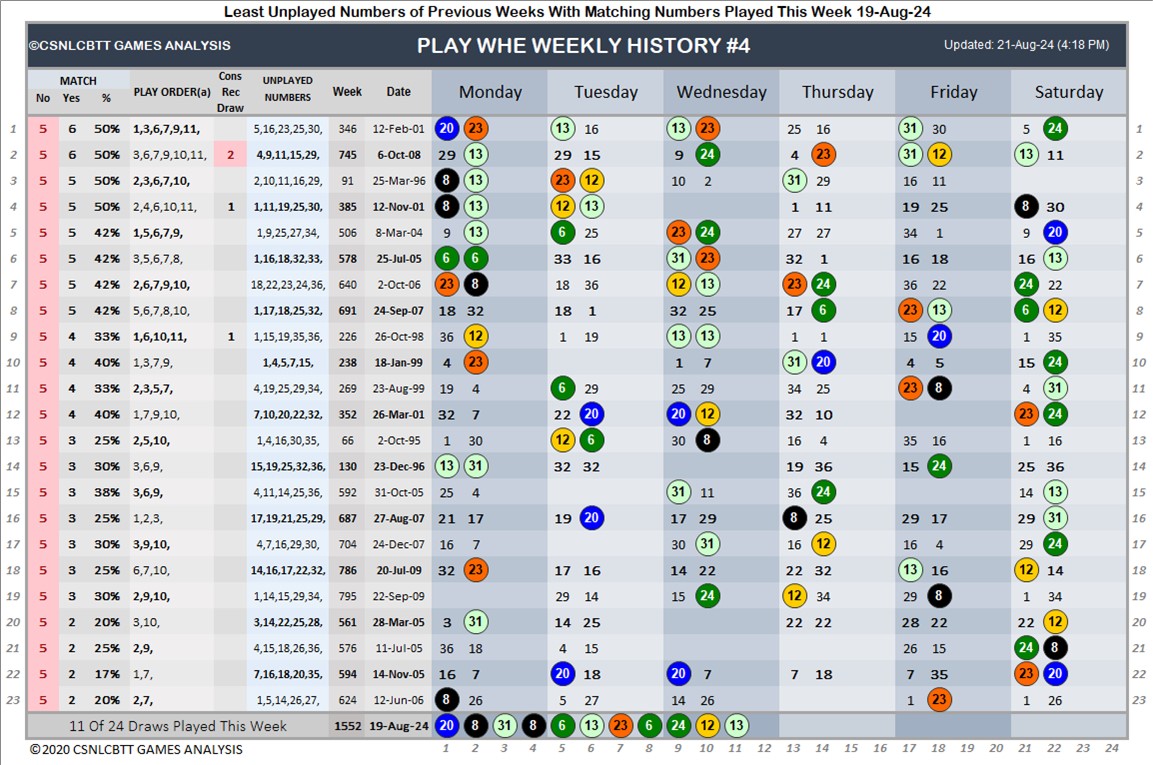 Least Unplayed Numbers of Previous Weeks With Matching Numbers Played This Week 19-Aug-24
©CSNLCBTT GAMES ANALYSIS PLAY WHE WEEKLY HISTORY #4 Updated: 21-Aug-24 (4:18 PM)
MATCH No Yes % PLAY ORDER(a) Cons Rec Draw UNPLAYED NUMBERS Week Date Monday Tuesday Wednesday Thursday Friday Saturday
1 5 6 50% 1,3,6,7,9,11, 5,16,23,25,30, 346 12-Feb-01 20 23 13 16 13 23 25 16 31 30 5 24 1
2 5 6 50% 3,6,7,9,10,11, 2 4,9,11,15,29, 745 6-Oct-08 29 13 29 15 9 24 4 23 31 12 13 11 2
3 5 5 50% 2,3,6,7,10, 2,10,11,16,29, 91 25-Mar-96 8 13 23 12 10 2 31 29 16 11 3
4 5 5 50% 2,4,6,10,11, 1 1,11,19,25,30, 385 12-Nov-01 8 13 12 13 1 11 19 25 8 30 4
5 5 5 42% 1,5,6,7,9, 1,9,25,27,34, 506 8-Mar-04 9 13 6 25 23 24 27 27 34 1 9 20 5
6 5 5 42% 3,5,6,7,8, 1,16,18,32,33, 578 25-Jul-05 6 6 33 16 31 23 32 1 16 18 16 13 6
7 5 5 42% 2,6,7,9,10, 18,22,23,24,36, 640 2-Oct-06 23 8 18 36 12 13 23 24 36 22 24 22 7
8 5 5 42% 5,6,7,8,10, 1,17,18,25,32, 691 24-Sep-07 18 32 18 1 32 25 17 6 23 13 6 12 8
9 5 4 33% 1,6,10,11, 1 1,15,19,35,36, 226 26-Oct-98 36 12 1 19 13 13 1 1 15 20 1 35 9
10 5 4 40% 1,3,7,9, 1,4,5,7,15, 238 18-Jan-99 4 23 1 7 31 20 4 5 15 24 10
11 5 4 33% 2,3,5,7, 4,19,25,29,34, 269 23-Aug-99 19 4 6 29 25 29 34 25 23 8 4 31 11
12 5 4 40% 1,7,9,10, 7,10,20,22,32, 352 26-Mar-01 32 7 22 20 20 12 32 10 23 24 12
13 5 3 25% 2,5,10, 1,4,16,30,35, 66 2-Oct-95 1 30 12 6 30 8 16 4 35 16 1 16 13
14 5 3 30% 3,6,9, 15,19,25,32,36, 130 23-Dec-96 13 31 32 32 19 36 15 24 25 36 14
15 5 3 38% 3,6,9, 4,11,14,25,36, 592 31-Oct-05 25 4 31 11 36 24 14 13 15
16 5 3 25% 1,2,3, 17,19,21,25,29, 687 27-Aug-07 21 17 19 20 17 29 8 25 29 17 29 31 16
17 5 3 30% 3,9,10, 4,7,16,29,30, 704 24-Dec-07 16 7 30 31 16 12 16 4 29 24 17
18 5 3 25% 6,7,10, 14,16,17,22,32, 786 20-Jul-09 32 23 17 16 14 22 22 32 13 16 12 14 18
19 5 3 30% 2,9,10, 1,14,15,29,34, 795 22-Sep-09 29 14 15 24 12 34 29 8 1 34 19
20 5 2 20% 3,10, 3,14,22,25,28, 561 28-Mar-05 3 31 14 25 22 22 28 22 22 12 20
21 5 2 25% 2,9, 4,15,18,26,36, 576 11-Jul-05 36 18 4 15 26 15 24 8 21
22 5 2 17% 1,7, 7,16,18,20,35, 594 14-Nov-05 16 7 20 18 20 7 7 18 7 35 23 20 22
23 5 2 20% 2,7, 1,5,14,26,27, 624 12-Jun-06 8 26 5 27 14 26 1 23 1 26 23
11 Of 24 Draws Played This Week 1552 19-Aug-24 20 8 31 8 6 13 23 6 24 12 13
©2020 CSNLCBTT GAMES ANALYSIS 1 2 3 4 5 6 7 8 9 10 11 12 13 14 15 16 17 18 19 20 21 22 23 24